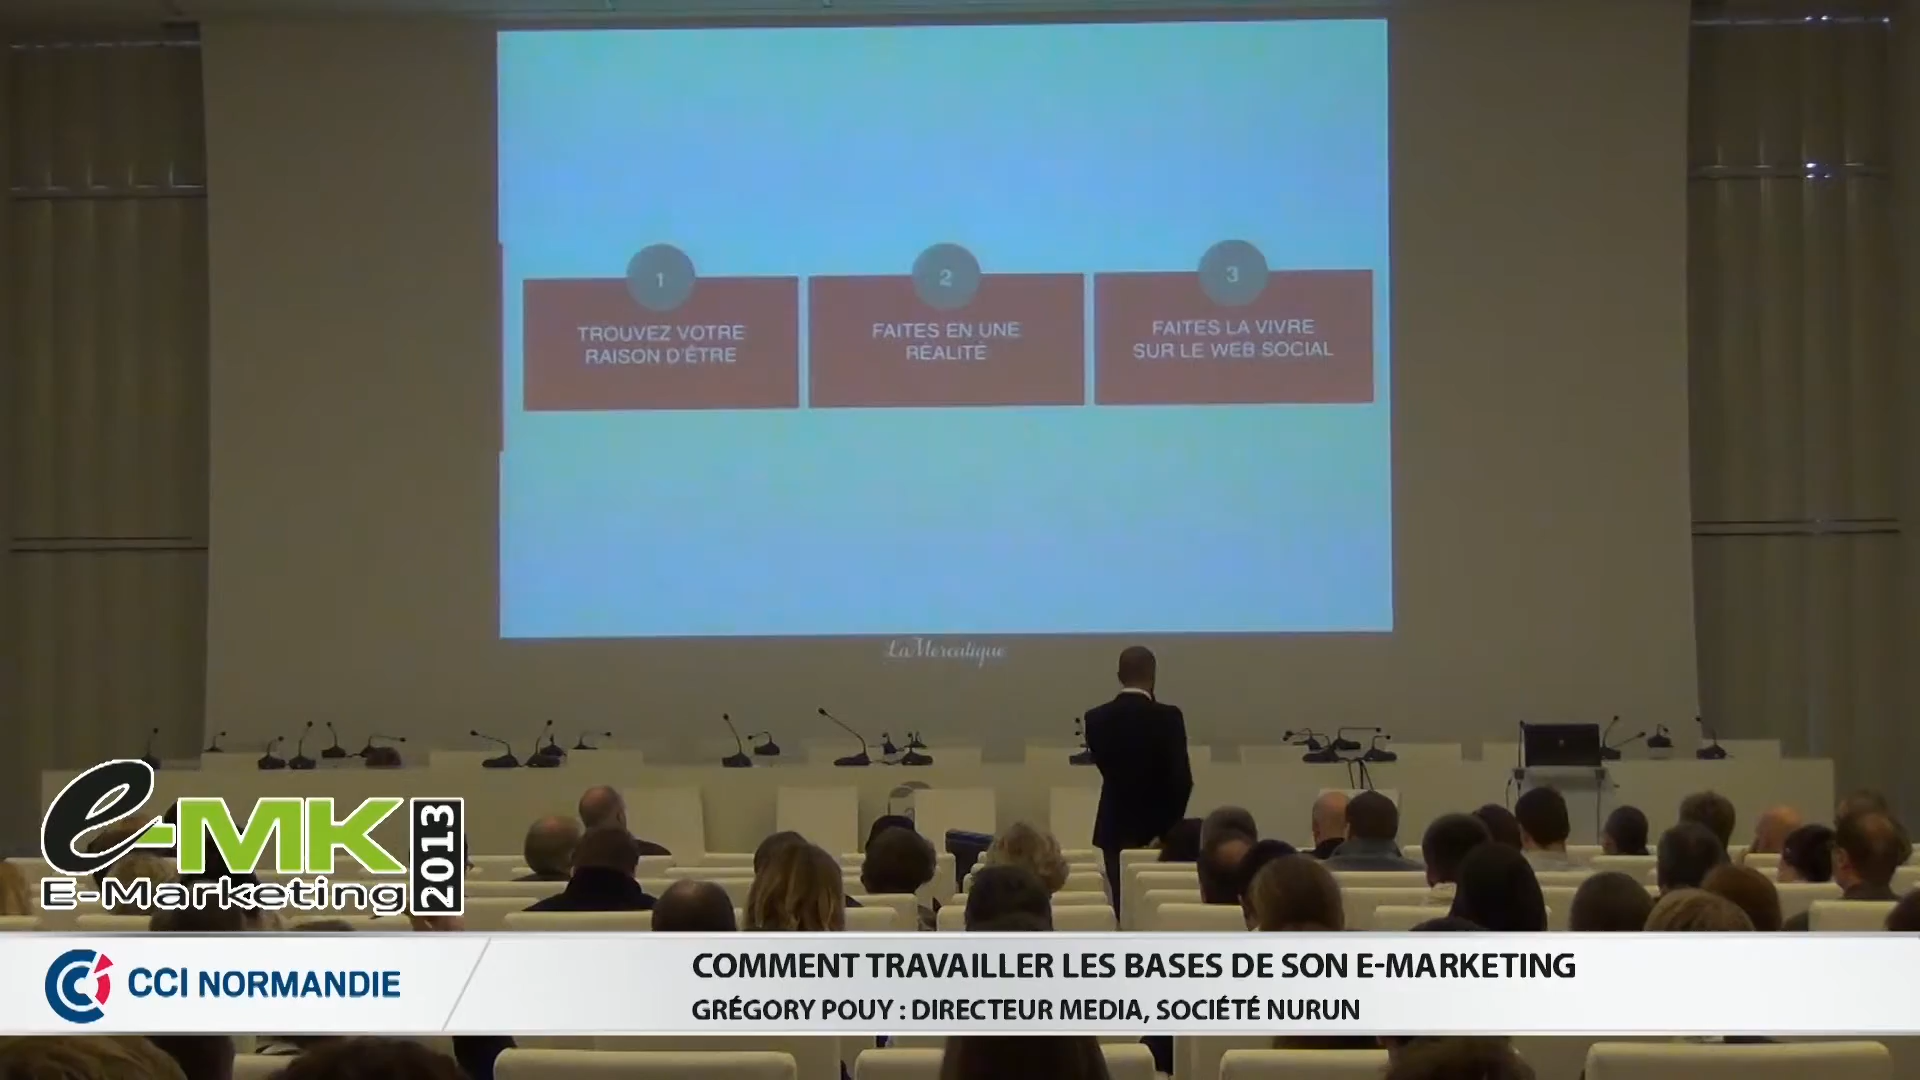 1
TROUVEZ VOTRE
RAISON D'ÊTRE
2
FAITES EN UNE
RÉALITÉ
3
FAITES LA VIVRE
SUR LE WEB SOCIAL
LaMercatique
e-MK
E-Marketing
2013
CCI NORMANDIE
COMMENT TRAVAILLER LES BASES DE SON E-MARKETING
GRÉGORY POUY : DIRECTEUR MEDIA, SOCIÉTÉ NURUN